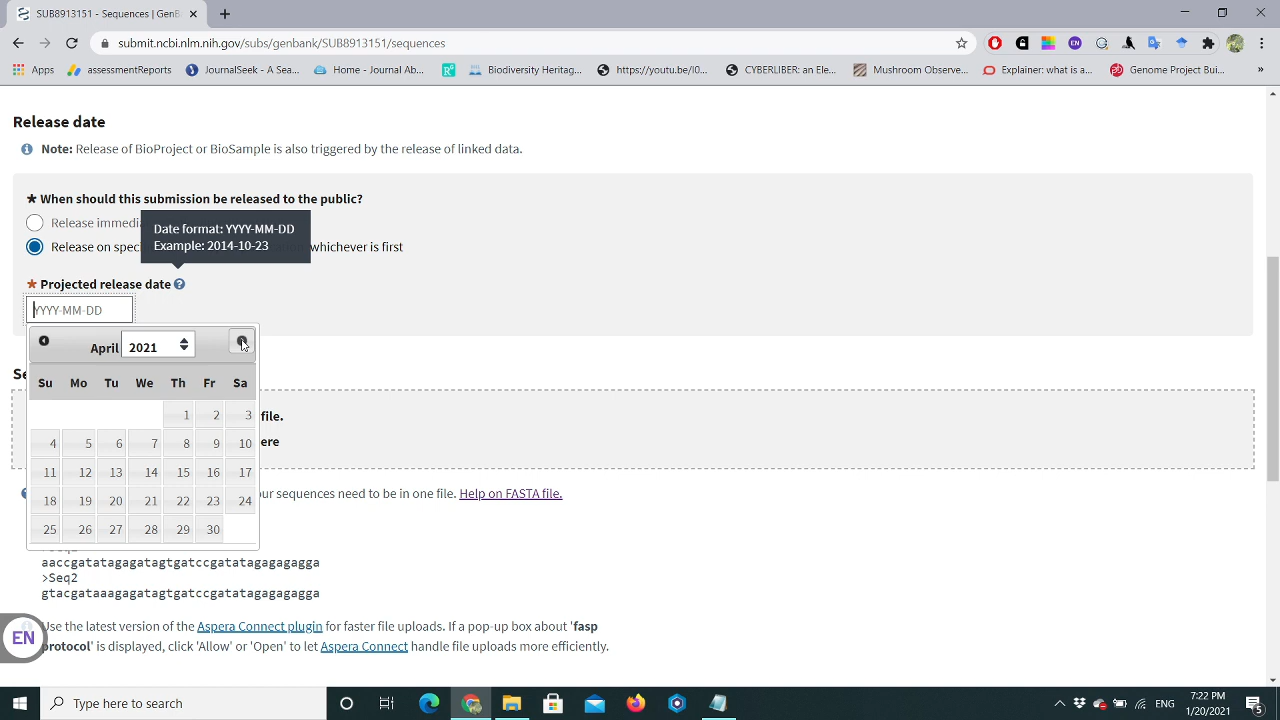 SUB8913151 - Sequences | GenB
submit.ncbi.nlm.nih.gov/subs/genbank/SUB8913151/sequences
Apps
assessmentReports
JournalSeek - A Sea...
Home - Journal Ab...
Biodiversity Heritag...
https://youtu.be/I0...
CYBERLIBER: an Ele...
Mushroom Observe...
Explainer: what is a...
Genome Project Bui...
»
Release date
Note: Release of BioProject or BioSample is also triggered by the release of linked data.
* When should this submission be released to the public?
Release immedi
Date format: YYYY-MM-DD
Example: 2014-10-23
Release on speci
whichever is first
* Projected release date ?
YYYY-MM-DD
April 2021
Su Mo Tu We Th Fr Sa
1 2 3
4 5 6 7 8 9 10
11 12 13 14 15 16 17
18 19 20 21 22 23 24
25 26 27 28 29 30
Se
file.
ere
ur sequences need to be in one file. Help on FASTA file.
aaccgatatagagatagtgatccgatatagagagagga
>Seq2
gtacgataaagagatagtgatccgatatagagagagga
Use the latest version of the Aspera Connect plugin for faster file uploads. If a pop-up box about 'fasp
protocol' is displayed, click 'Allow' or 'Open' to let Aspera Connect handle file uploads more efficiently.
EN
Type here to search
ENG
7:22 PM
1/20/2021
5